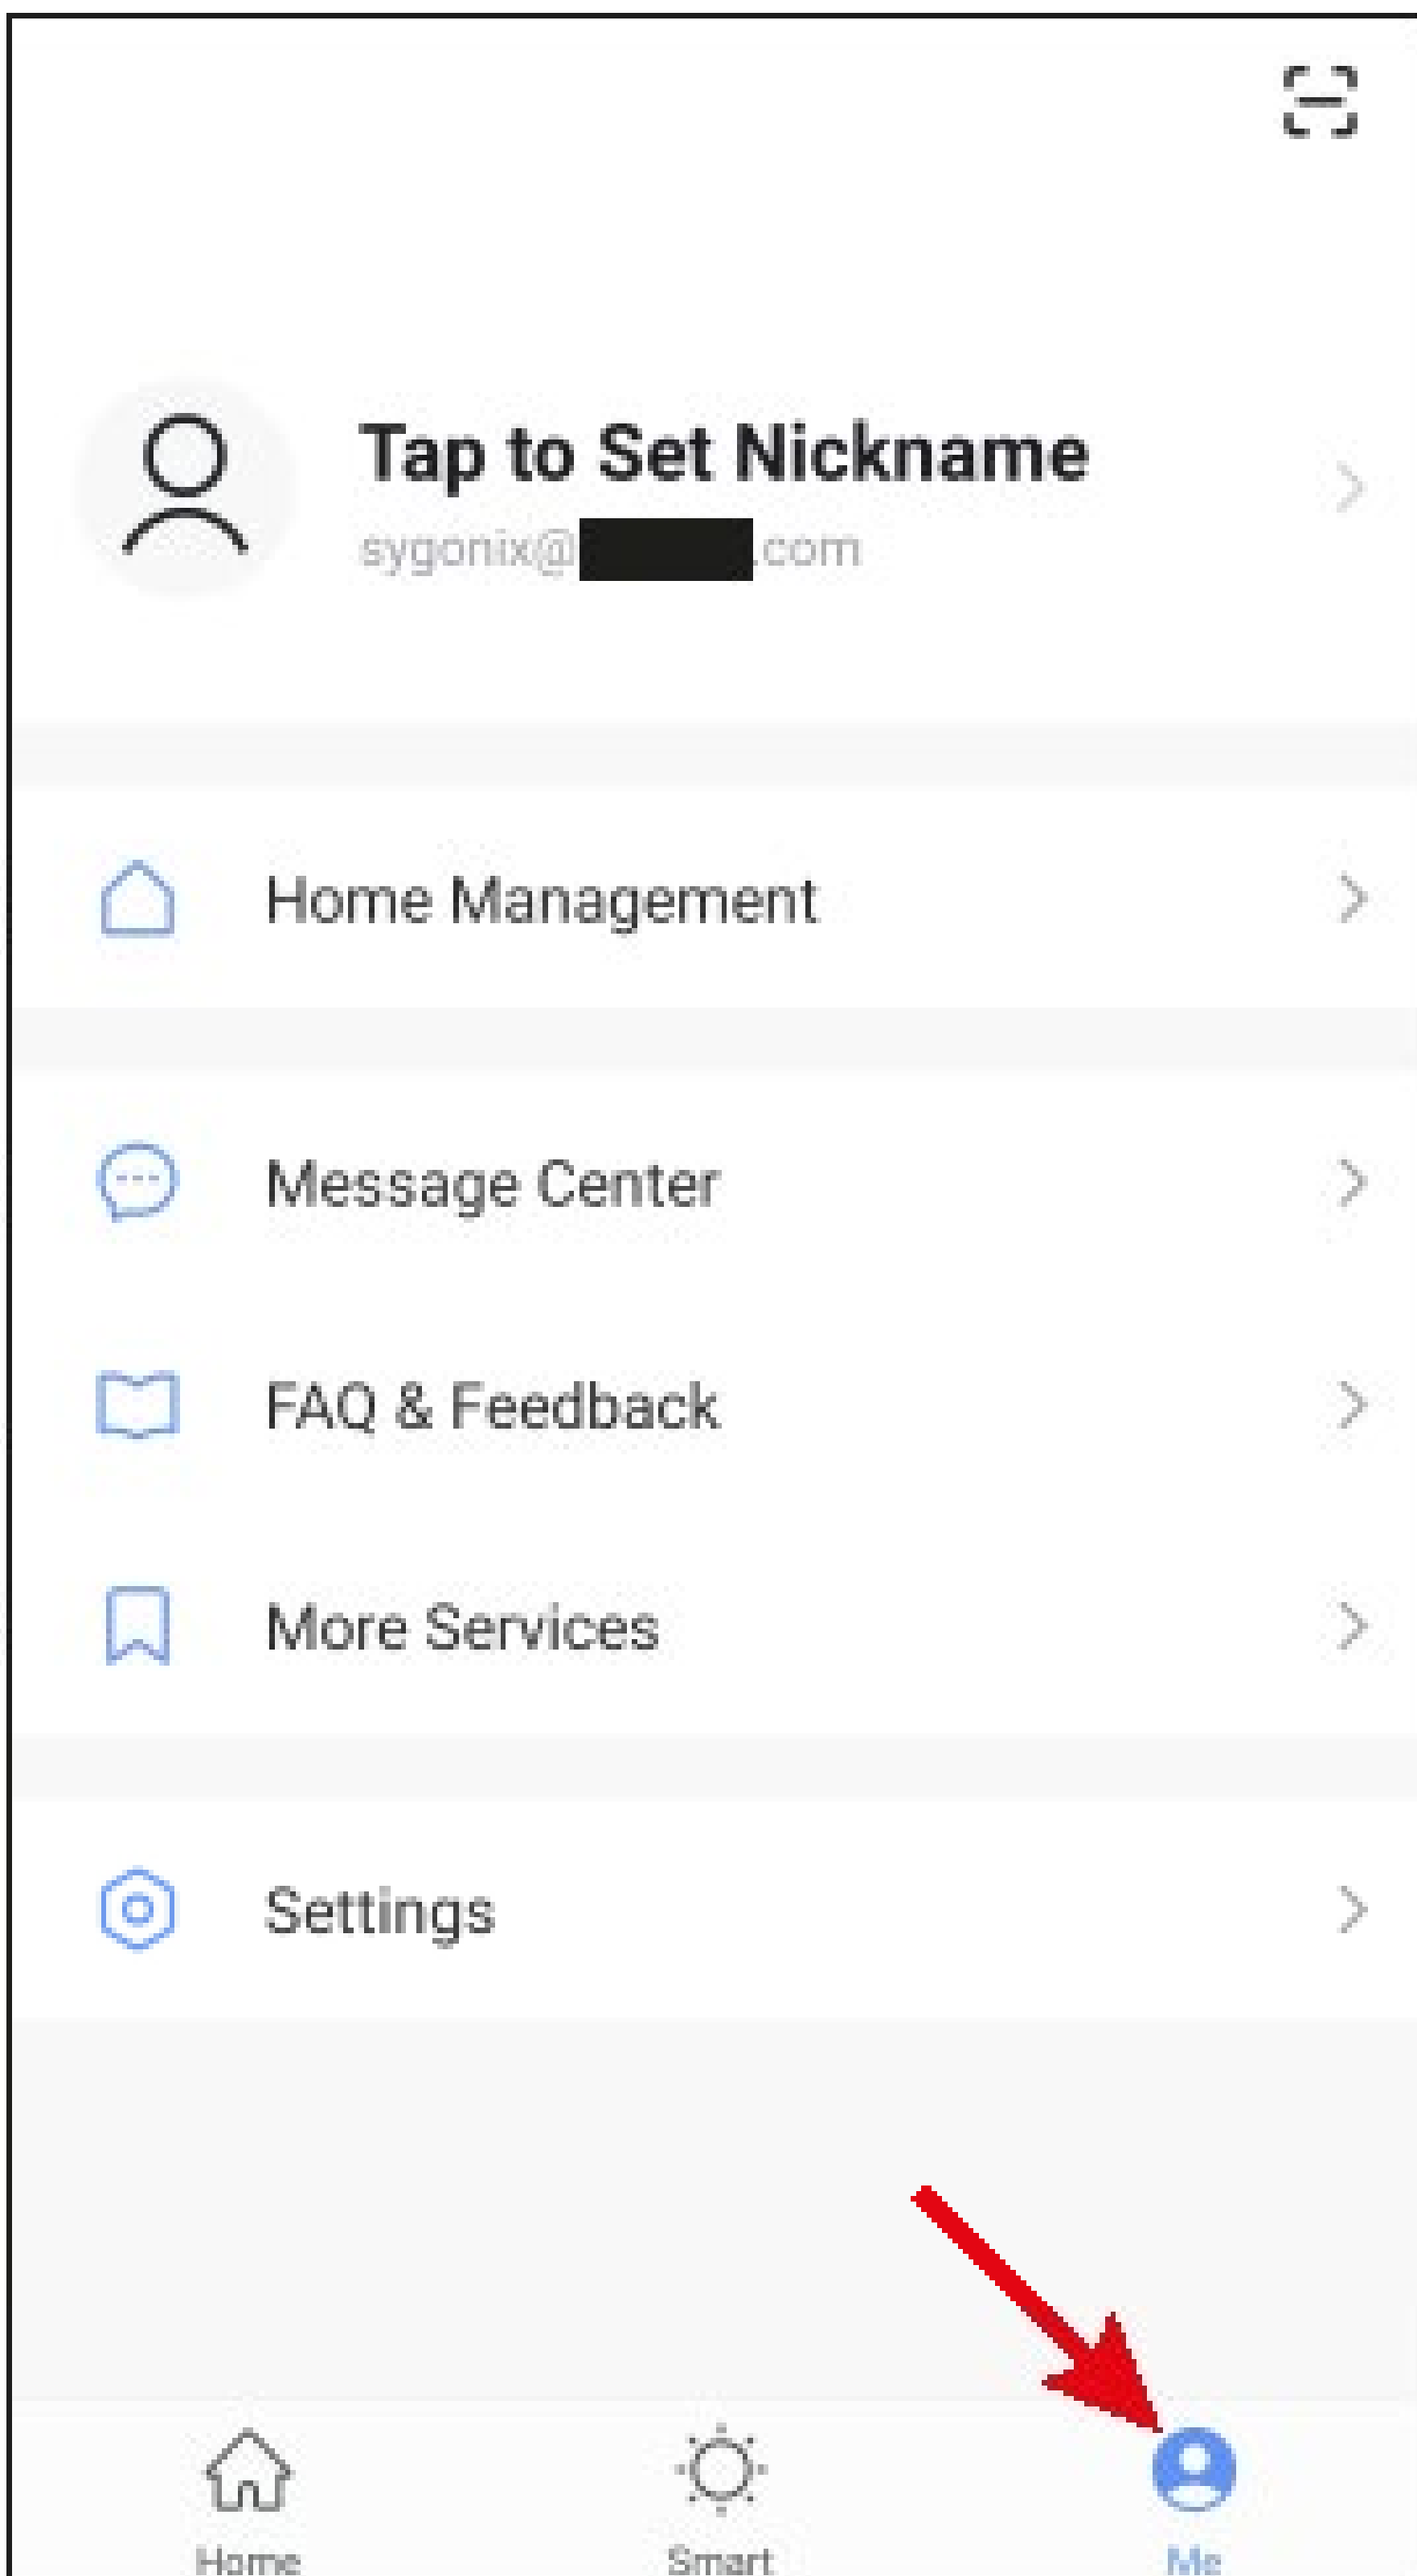 Tap to Set Nickname
sygonix@ .com
Home Management
Message Center
FAQ & Feedback
More Services
Settings
Home Smart Me